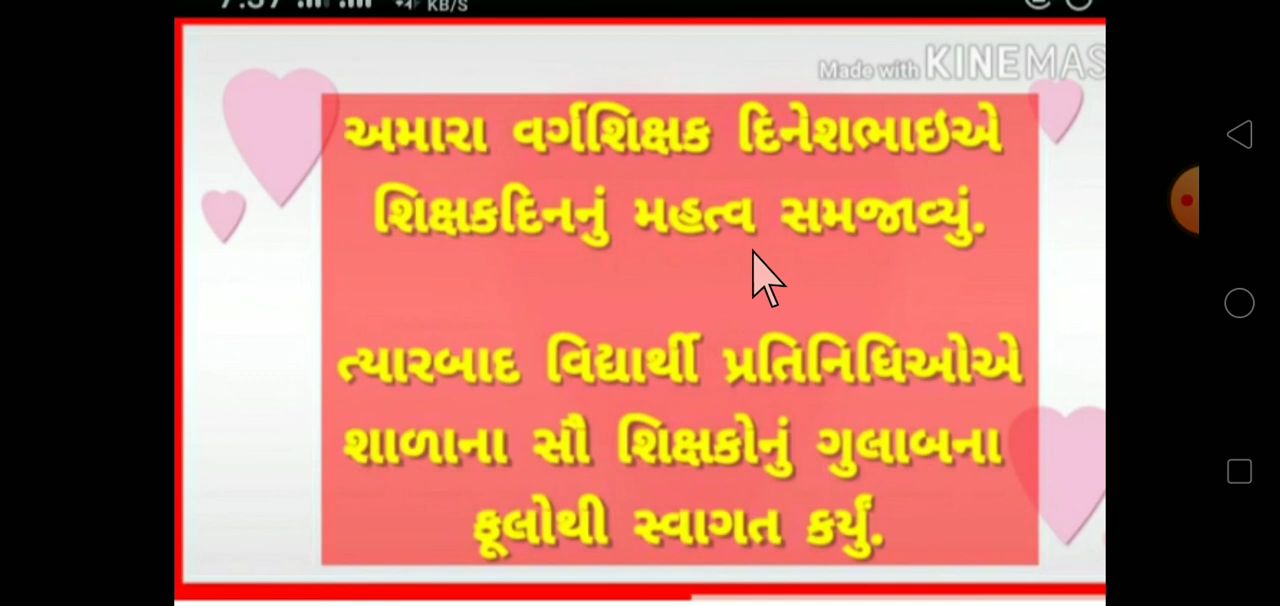 KB/S
Made with KINEMAS
અમારા વર્ગશિક્ષક દિનેશભાઇએ
શિક્ષકદિનનું મહત્વ સમજાવ્યું.
ત્યારબાદ વિદ્યાર્થી પ્રતિનિધિઓએ
શાળાના સૌ શિક્ષકોનું ગુલાબના
ફૂલોથી સ્વાગત કર્યું.